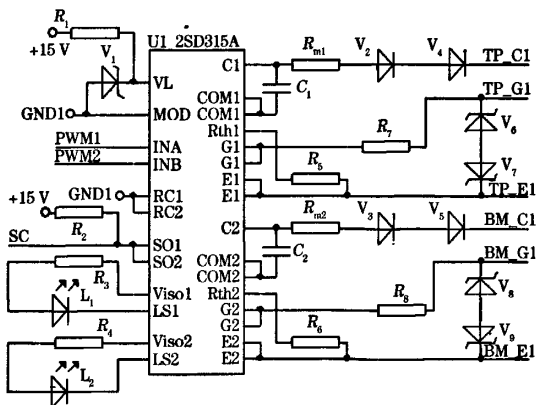 R1
+15 V
V1
GND1
PWM1
PWM2
GND1
+15 V
R2
SC
R3
L1
R4
L2
U1 2SD315A
VL
MOD
INA
INB
RC1
RC2
SO1
SO2
Viso1
LS1
Viso2
LS2
C1
COM1
COM1
Rth1
G1
G1
E1
E1
C2
COM2
COM2
Rth2
G2
G2
E2
E2
Rm1
V2
V4
TP_C1
C1
TP_G1
R7
V6
R5
V7
TP_E1
Rm2
V3
V5
BM_C1
C2
BM_G1
R8
V8
R6
V9
BM_E1